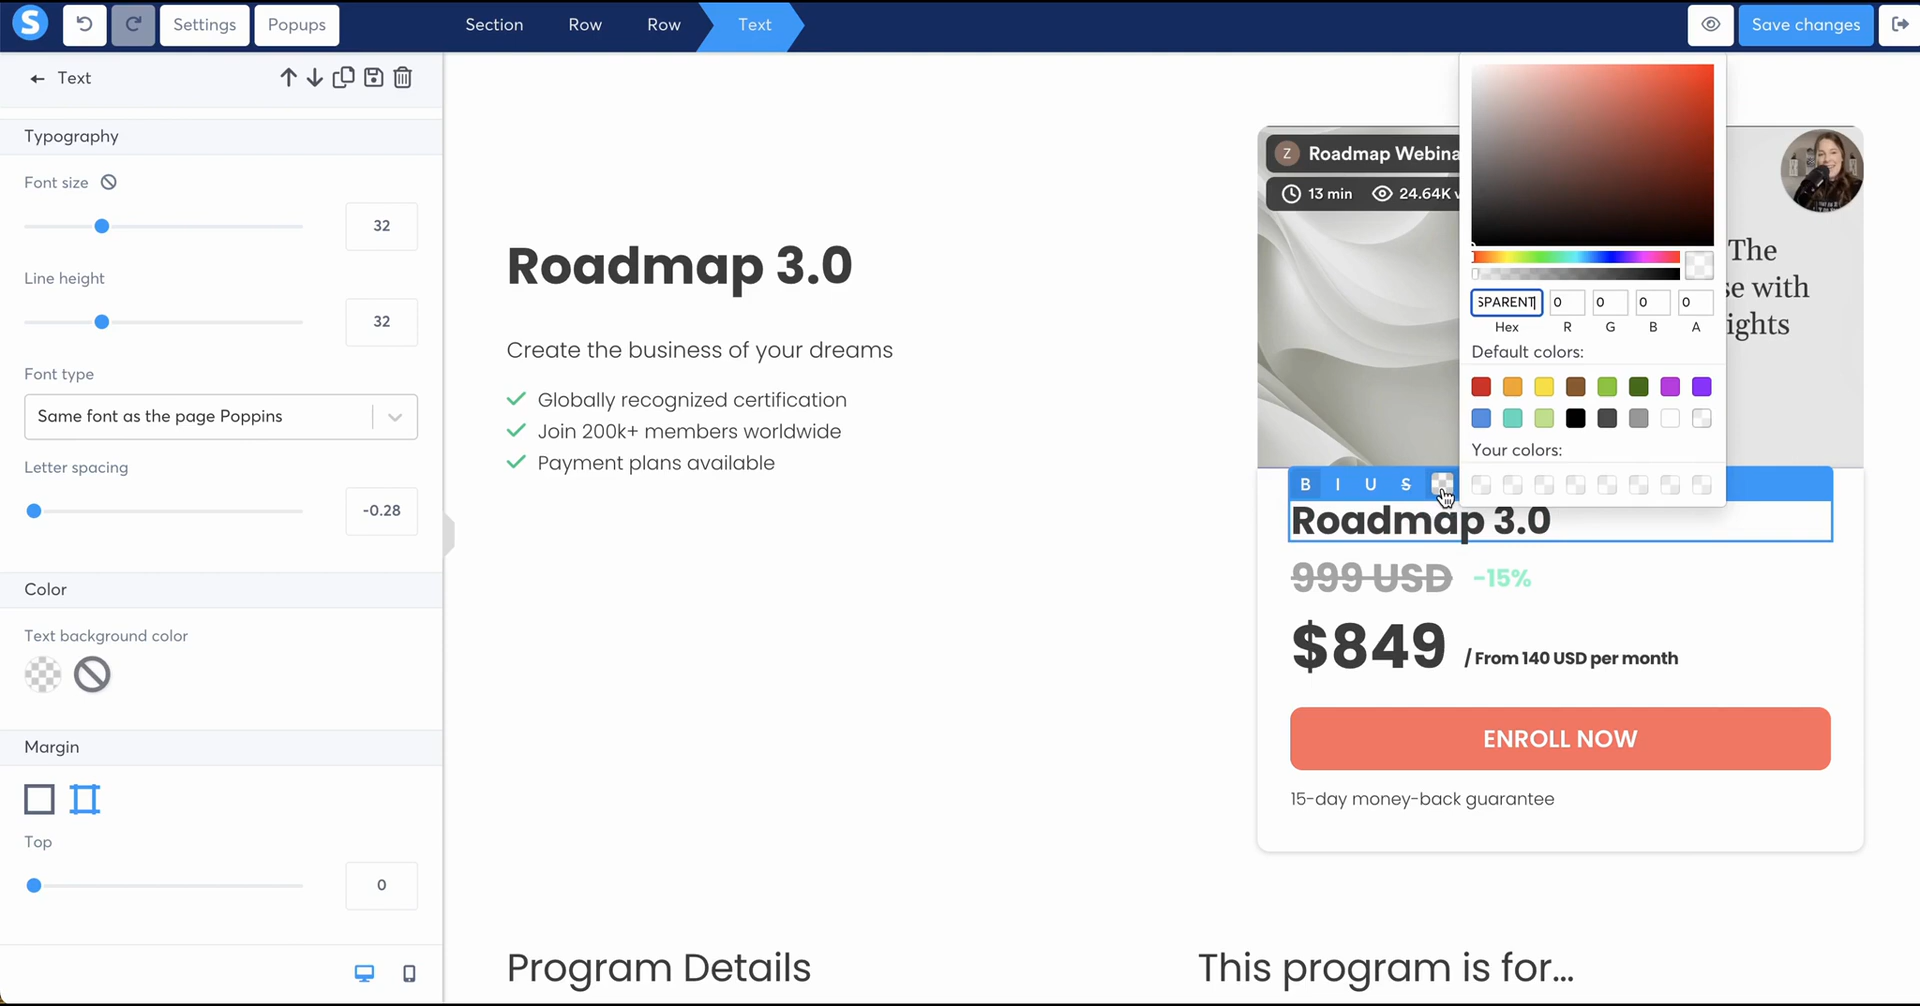 S
Settings
Popups
Section
Row
Row
Text
Save changes
Text
Typography
Font size
32
Line height
32
Font type
Same font as the page Poppins
Letter spacing
-0.28
Color
Text background color
Margin
Top
0
Roadmap 3.0
Create the business of your dreams
Globally recognized certification
Join 200k+ members worldwide
Payment plans available
Z
Roadmap Webina
13 min
24.64K v
The
se with
ights
SPARENT
0
0
0
0
Hex
R
G
B
A
Default colors:
Your colors:
B I U S
Roadmap 3.0
999 USD
-15%
$849
/ From 140 USD per month
ENROLL NOW
15-day money-back guarantee
Program Details
This program is for...